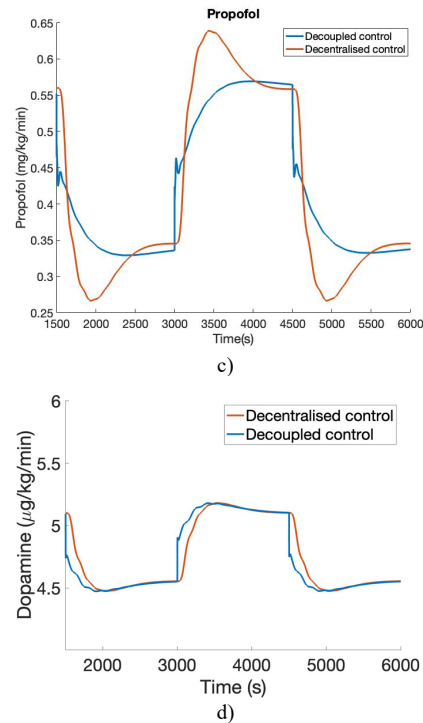 Propofol
Decoupled control
Decentralised control
Propofol (mg/kg/min)
0.65
0.6
0.55
0.5
0.45
0.4
0.35
0.3
0.25
1500 2000 2500 3000 3500 4000 4500 5000 5500 6000
Time(s)
c)
Decentralised control
Decoupled control
Dopamine (µg/kg/min)
6
5.5
5
4.5
2000 3000 4000 5000 6000
Time (s)
d)